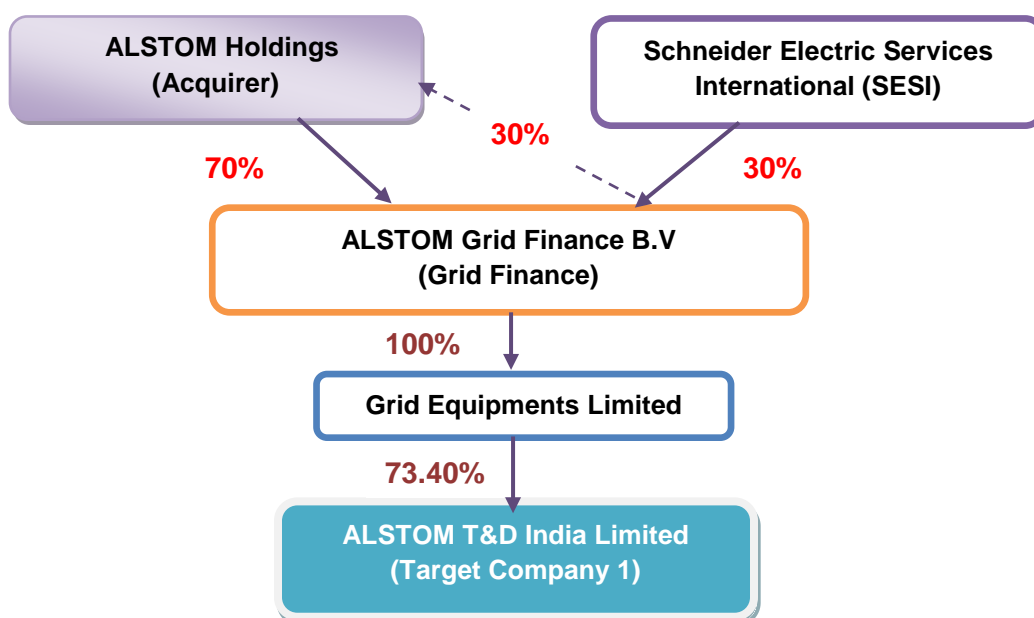 ALSTOM Holdings
(Acquirer)
Schneider Electric Services
International (SESI)
30%
70%
30%
ALSTOM Grid Finance B.V
(Grid Finance)
100%
Grid Equipments Limited
73.40%
ALSTOM T&D India Limited
(Target Company 1)